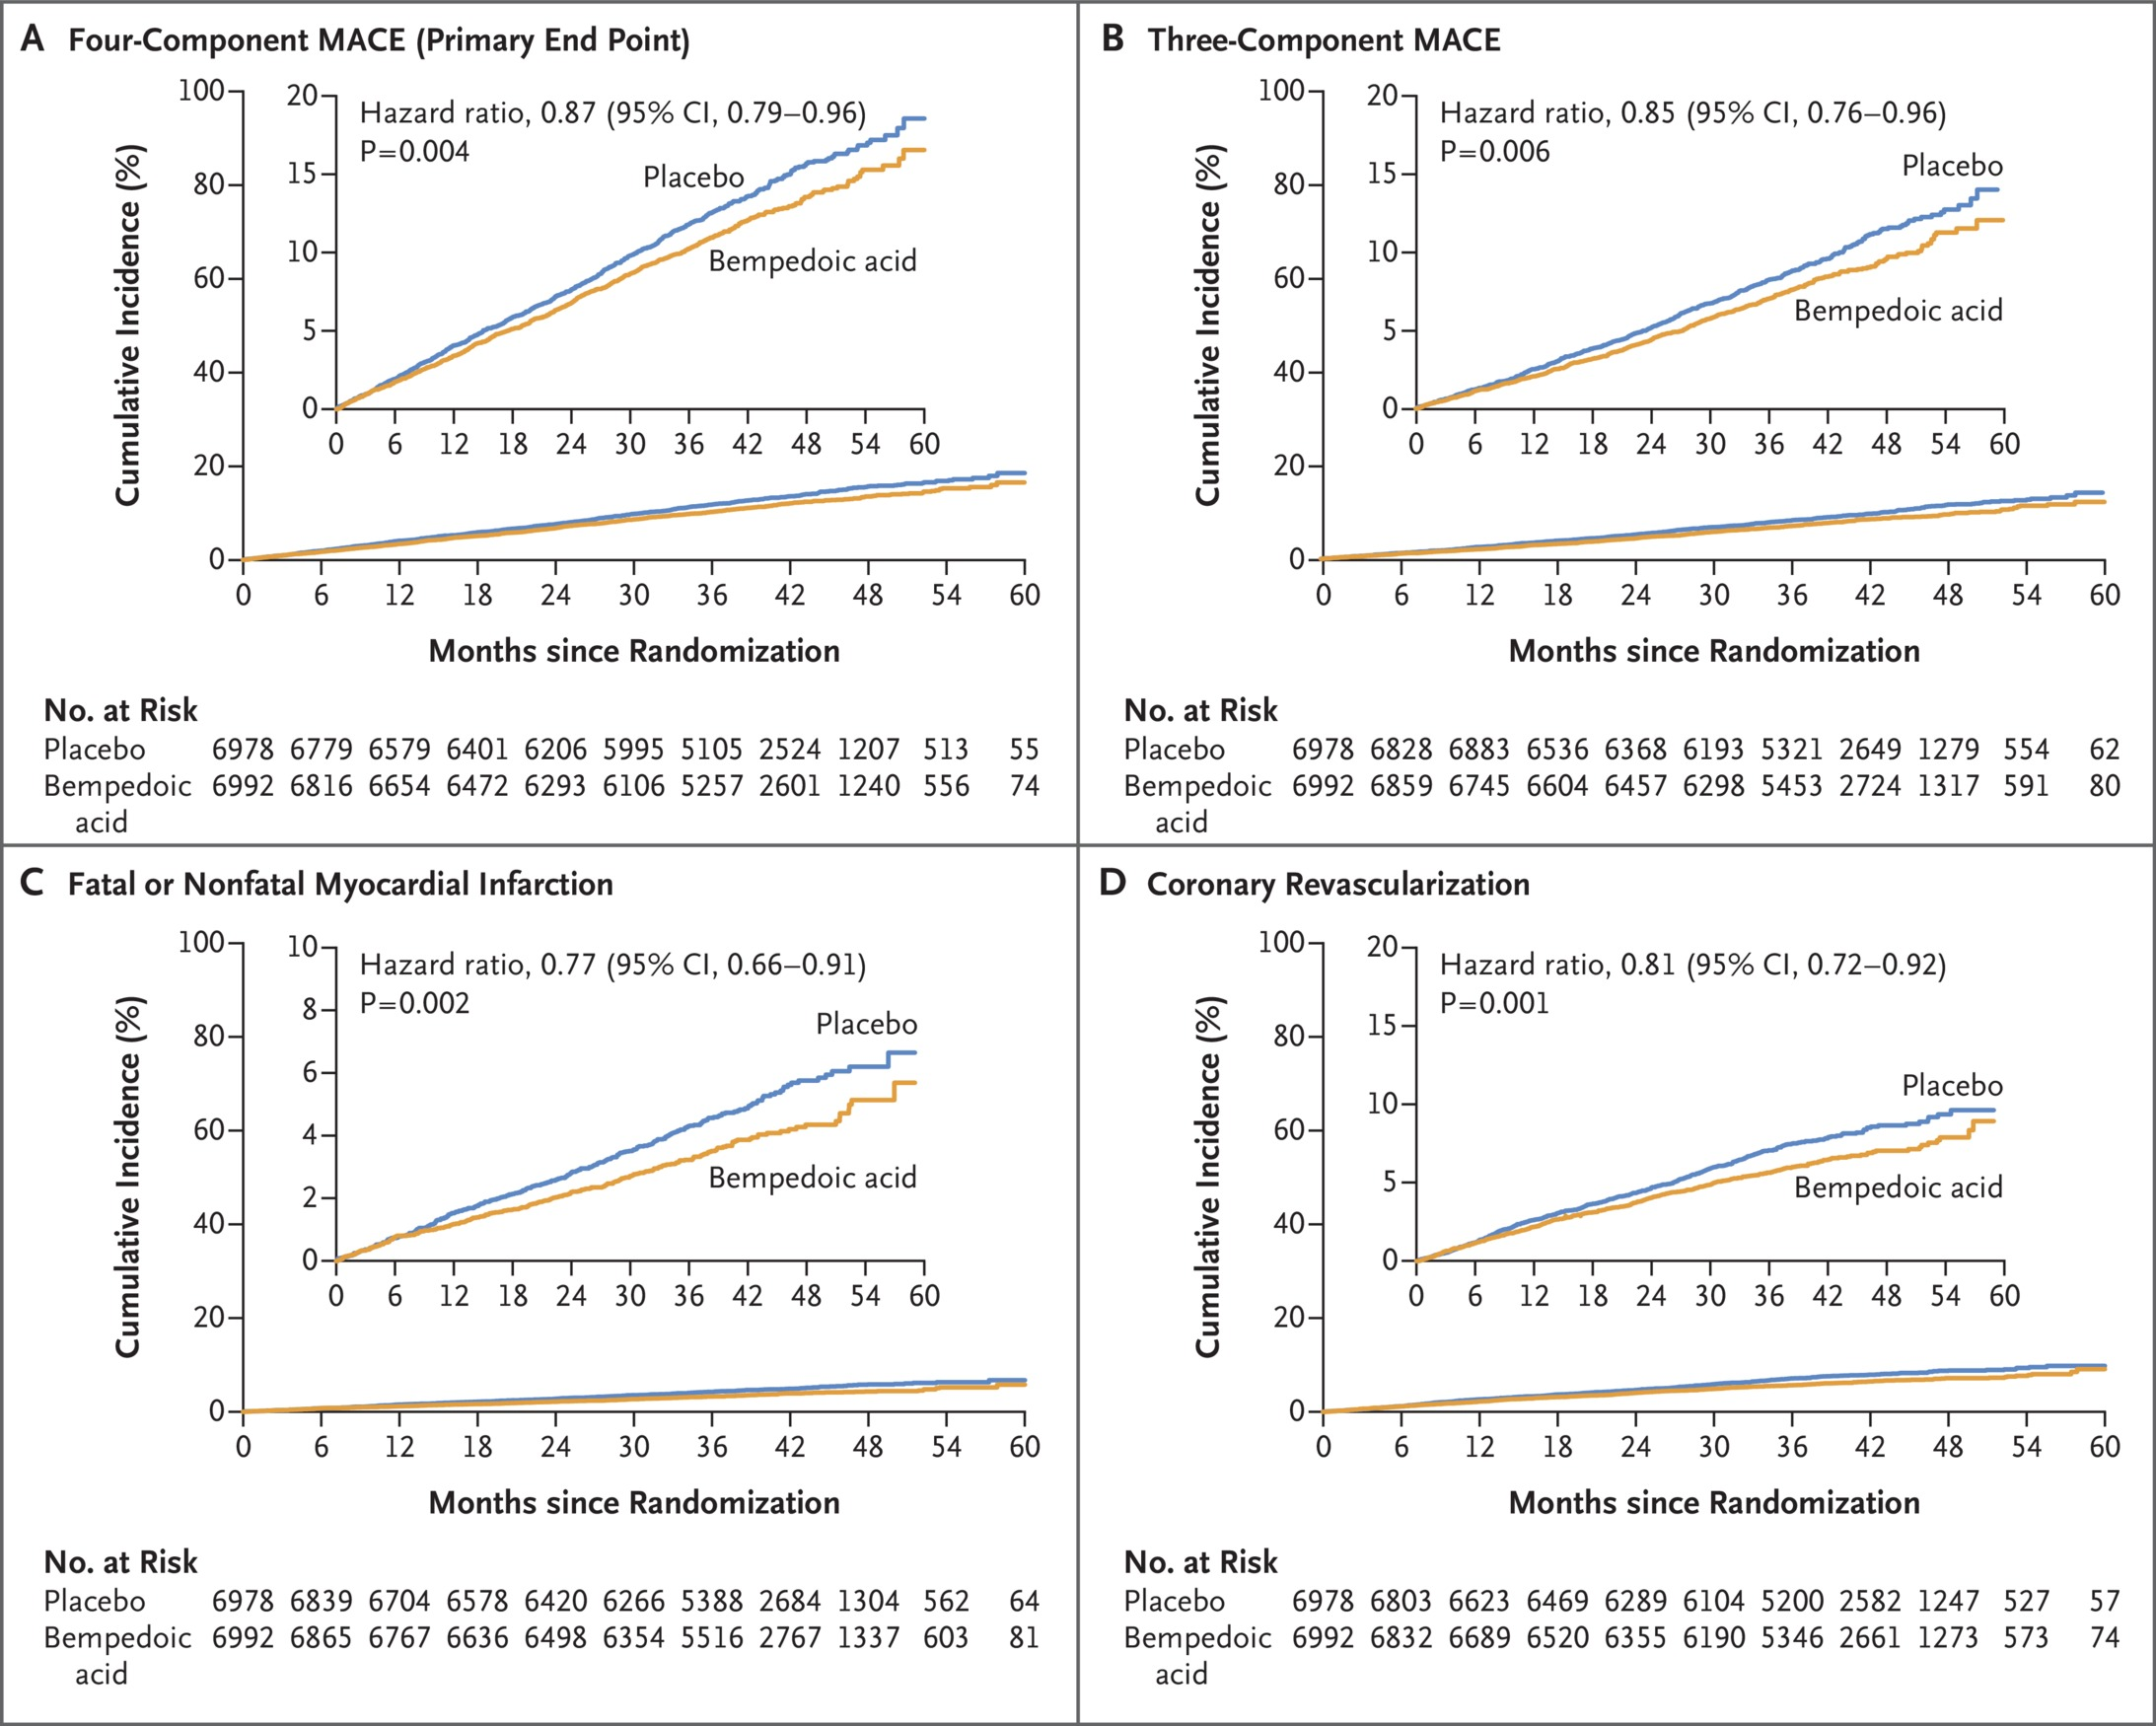 A Four-Component MACE (Primary End Point)
Cumulative Incidence (%)
100
80
60
40
20
0
20
15
10
5
0
Hazard ratio, 0.87 (95% CI, 0.79–0.96)
P=0.004
Placebo
Bempedoic acid
0 6 12 18 24 30 36 42 48 54 60
0 6 12 18 24 30 36 42 48 54 60
Months since Randomization
No. at Risk
Placebo 6978 6779 6579 6401 6206 5995 5105 2524 1207 513 55
Bempedoic 6992 6816 6654 6472 6293 6106 5257 2601 1240 556 74
acid
B Three-Component MACE
Cumulative Incidence (%)
100
80
60
40
20
0
20
15
10
5
0
Hazard ratio, 0.85 (95% CI, 0.76–0.96)
P=0.006
Placebo
Bempedoic acid
0 6 12 18 24 30 36 42 48 54 60
0 6 12 18 24 30 36 42 48 54 60
Months since Randomization
No. at Risk
Placebo 6978 6828 6883 6536 6368 6193 5321 2649 1279 554 62
Bempedoic 6992 6859 6745 6604 6457 6298 5453 2724 1317 591 80
acid
C Fatal or Nonfatal Myocardial Infarction
Cumulative Incidence (%)
100
80
60
40
20
0
10
8
6
4
2
0
Hazard ratio, 0.77 (95% CI, 0.66–0.91)
P=0.002
Placebo
Bempedoic acid
0 6 12 18 24 30 36 42 48 54 60
0 6 12 18 24 30 36 42 48 54 60
Months since Randomization
No. at Risk
Placebo 6978 6839 6704 6578 6420 6266 5388 2684 1304 562 64
Bempedoic 6992 6865 6767 6636 6498 6354 5516 2767 1337 603 81
acid
D Coronary Revascularization
Cumulative Incidence (%)
100
80
60
40
20
0
20
15
10
5
0
Hazard ratio, 0.81 (95% CI, 0.72–0.92)
P=0.001
Placebo
Bempedoic acid
0 6 12 18 24 30 36 42 48 54 60
0 6 12 18 24 30 36 42 48 54 60
Months since Randomization
No. at Risk
Placebo 6978 6803 6623 6469 6289 6104 5200 2582 1247 527 57
Bempedoic 6992 6832 6689 6520 6355 6190 5346 2661 1273 573 74
acid